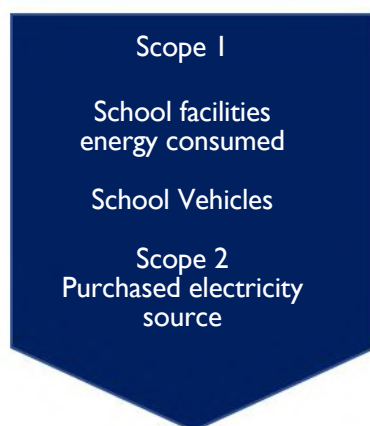 Scope 1
School facilities
energy consumed
School Vehicles
Scope 2
Purchased electricity
source